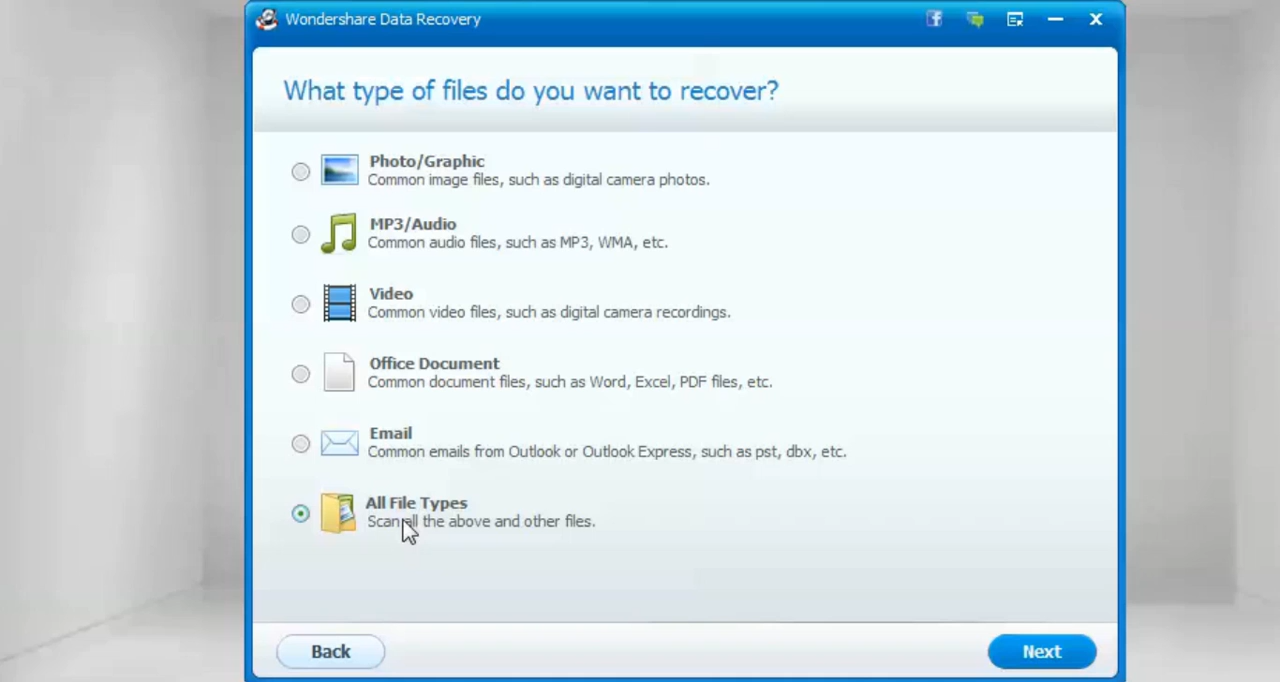 Wondershare Data Recovery
What type of files do you want to recover?
Photo/Graphic
Common image files, such as digital camera photos.
MP3/Audio
Common audio files, such as MP3, WMA, etc.
Video
Common video files, such as digital camera recordings.
Office Document
Common document files, such as Word, Excel, PDF files, etc.
Email
Common emails from Outlook or Outlook Express, such as pst, dbx, etc.
All File Types
Scan all the above and other files.
Back
Next